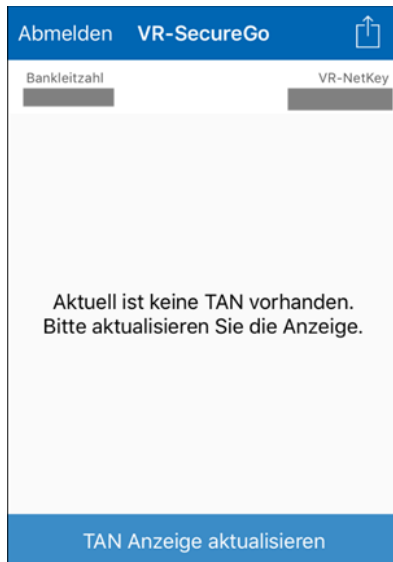 Abmelden VR-SecureGo
Bankleitzahl VR-NetKey
Aktuell ist keine TAN vorhanden.
Bitte aktualisieren Sie die Anzeige.
TAN Anzeige aktualisieren